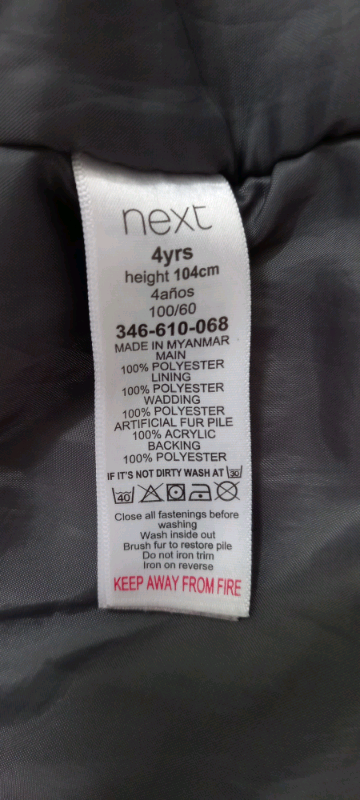 next
4yrs
height 104cm
4años
100/60
346-610-068
MADE IN MYANMAR
MAIN
100% POLYESTER
LINING
100% POLYESTER
WADDING
100% POLYESTER
ARTIFICIAL FUR PILE
100% ACRYLIC
BACKING
100% POLYESTER
IF IT'S NOT DIRTY WASH AT 30
40
Close all fastenings before
washing
Wash inside out
Brush fur to restore pile
Do not iron trim
Iron on reverse
KEEP AWAY FROM FIRE